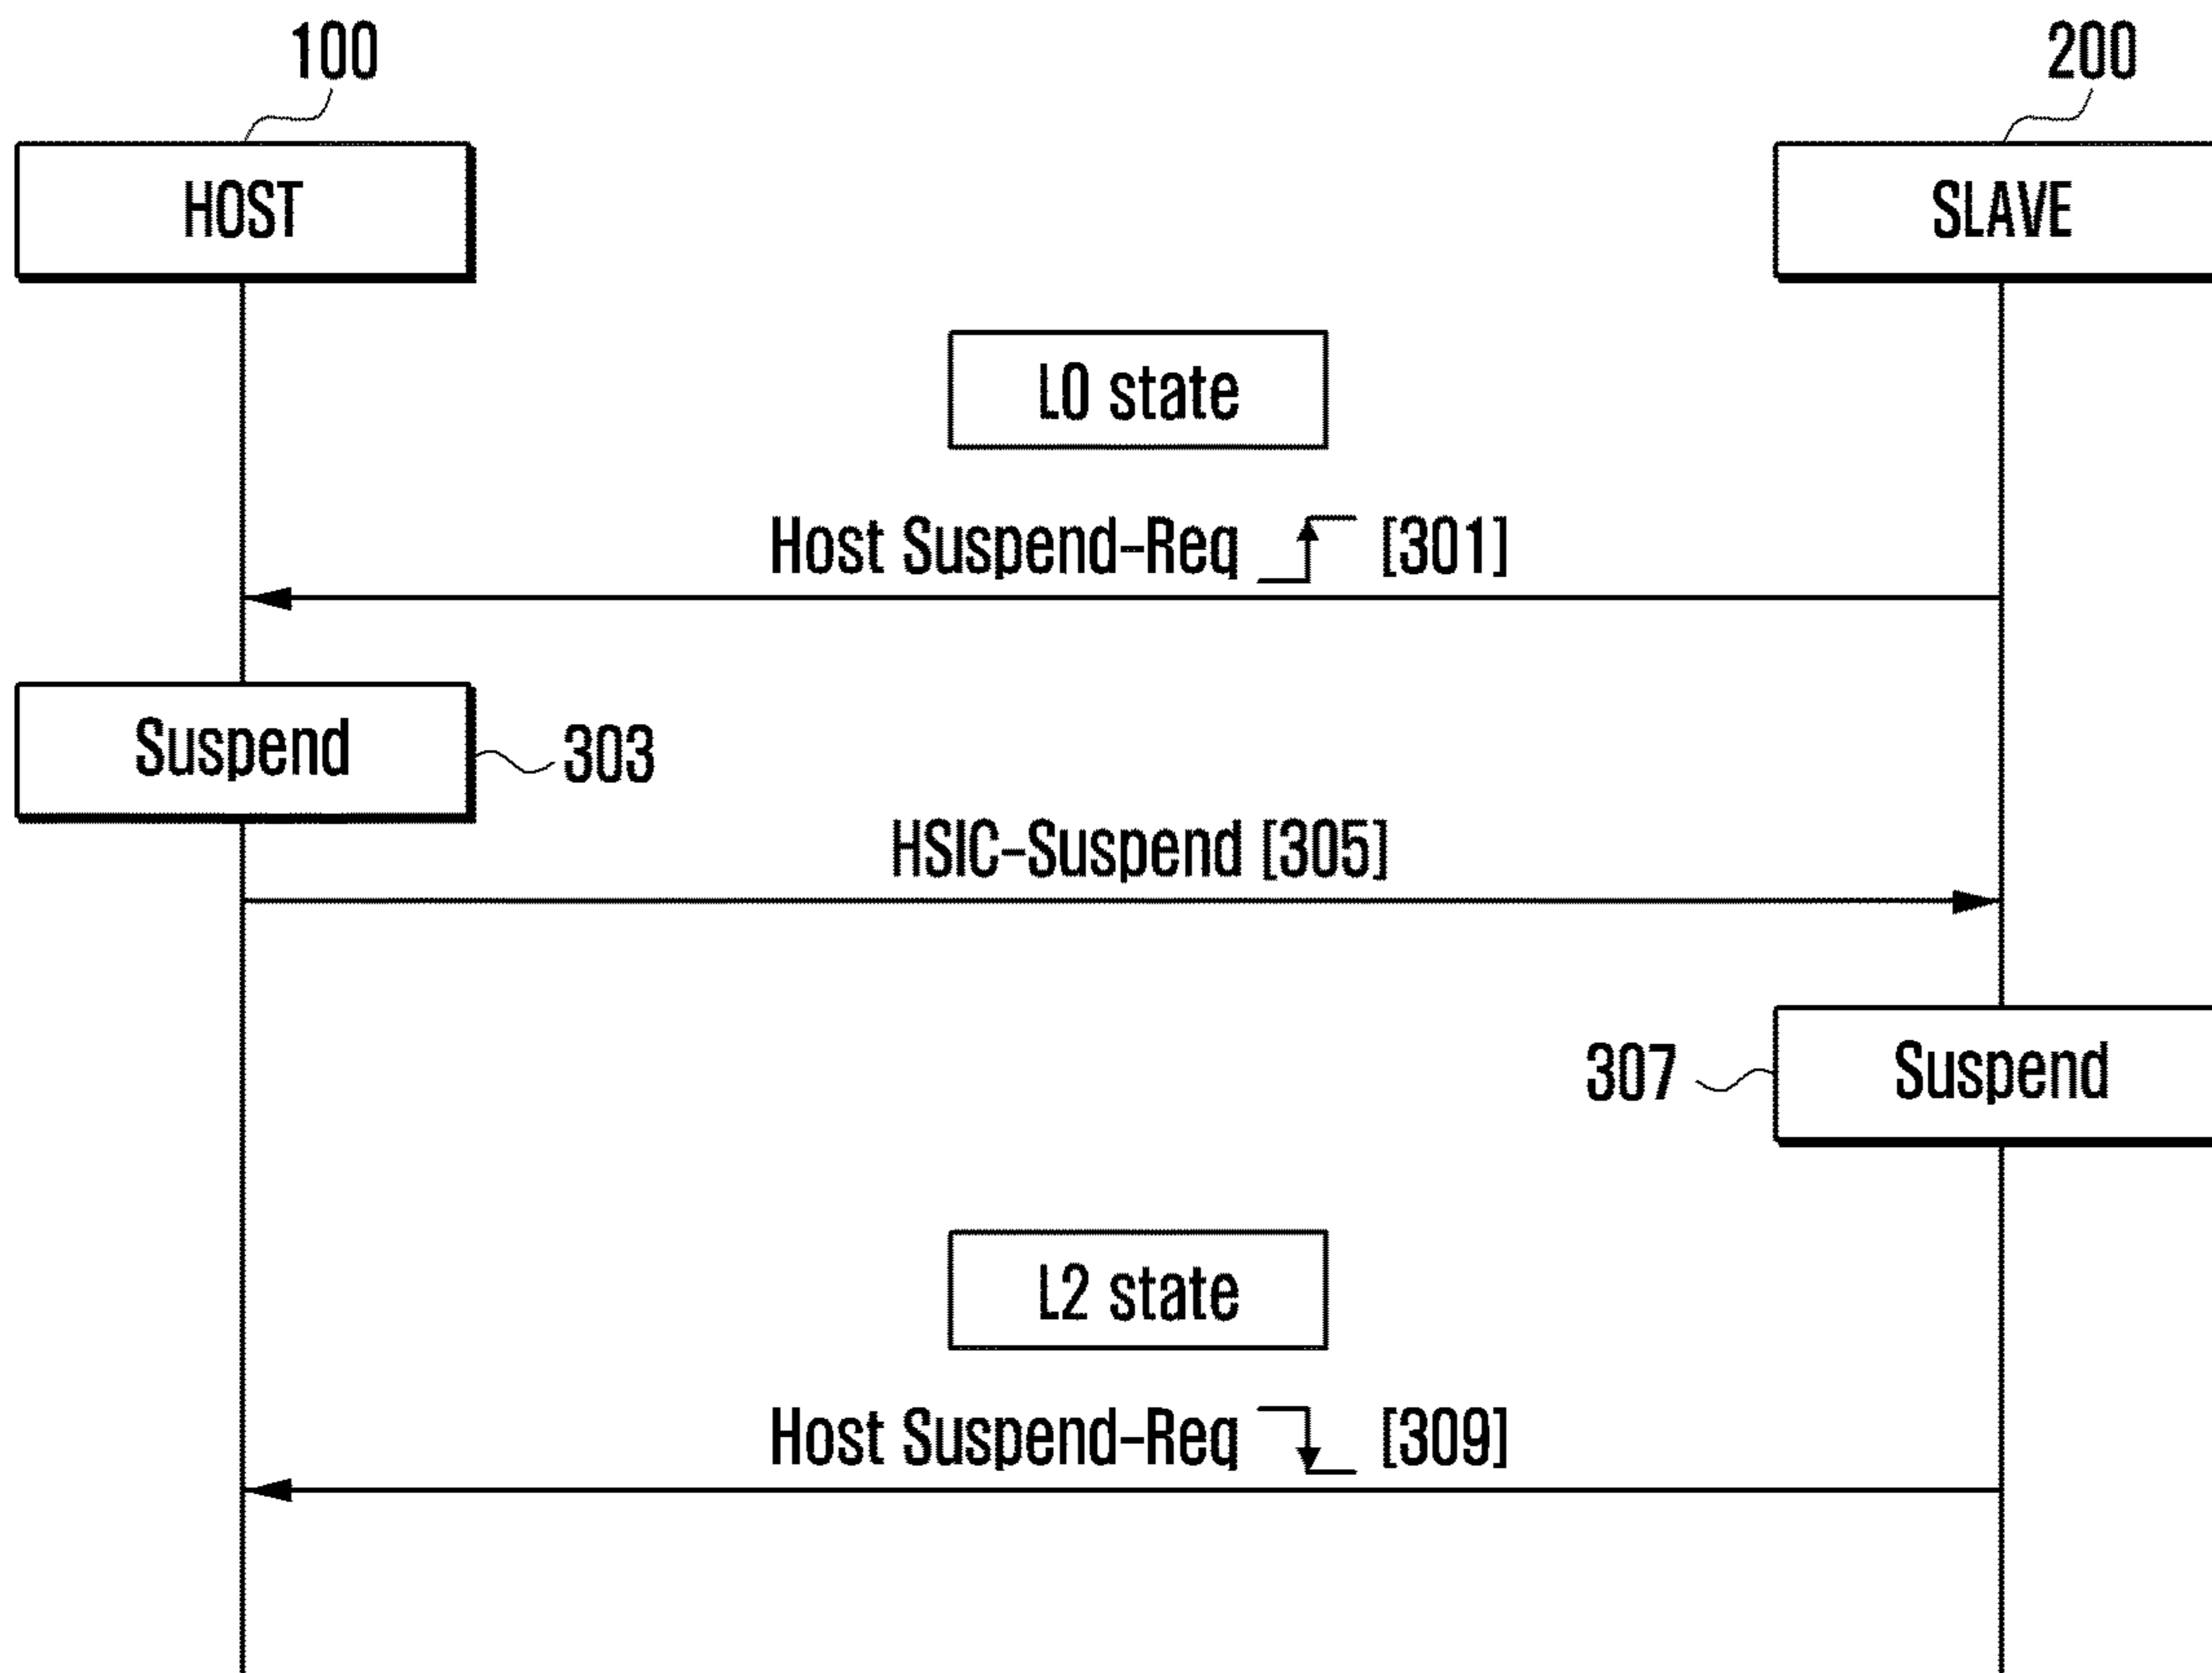 100
200
HOST
SLAVE
L0 state
Host Suspend-Req [301]
Suspend
303
HSIC-Suspend [305]
307
Suspend
L2 state
Host Suspend-Req [309]